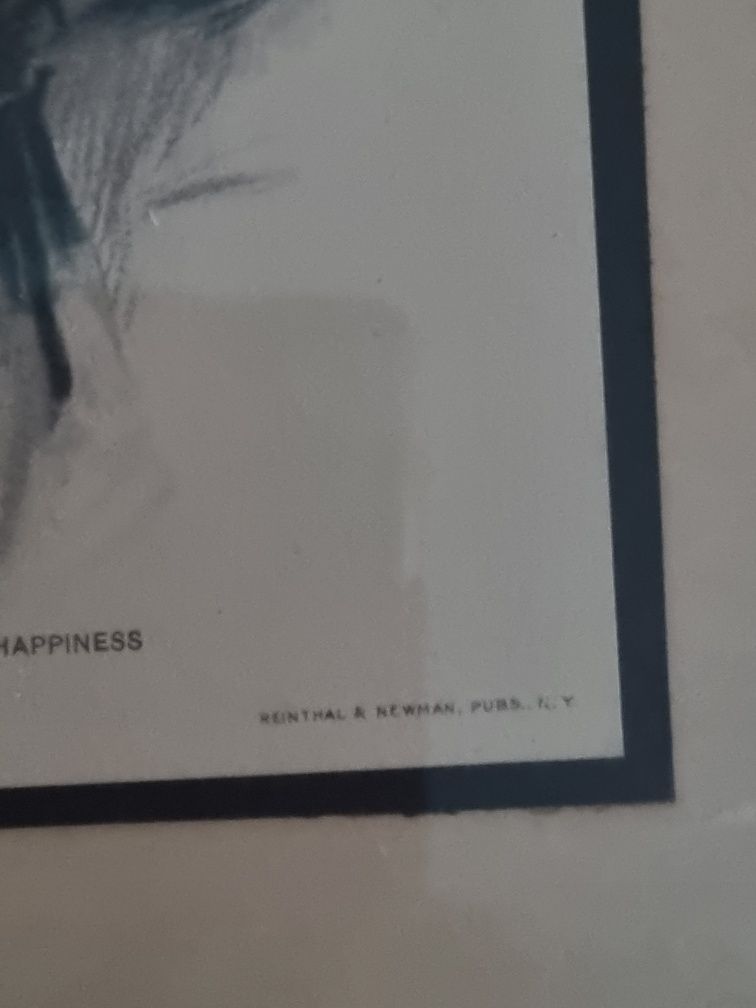 HAPPINESS
REINTHAL & NEWMAN, PUBS., N.Y.